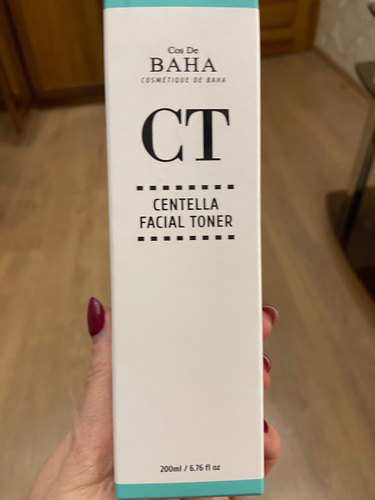 Cos De
BAHA
COSMÉTIQUE DE BAHA
CT
CENTELLA
FACIAL TONER
200ml / 6.76 fl oz